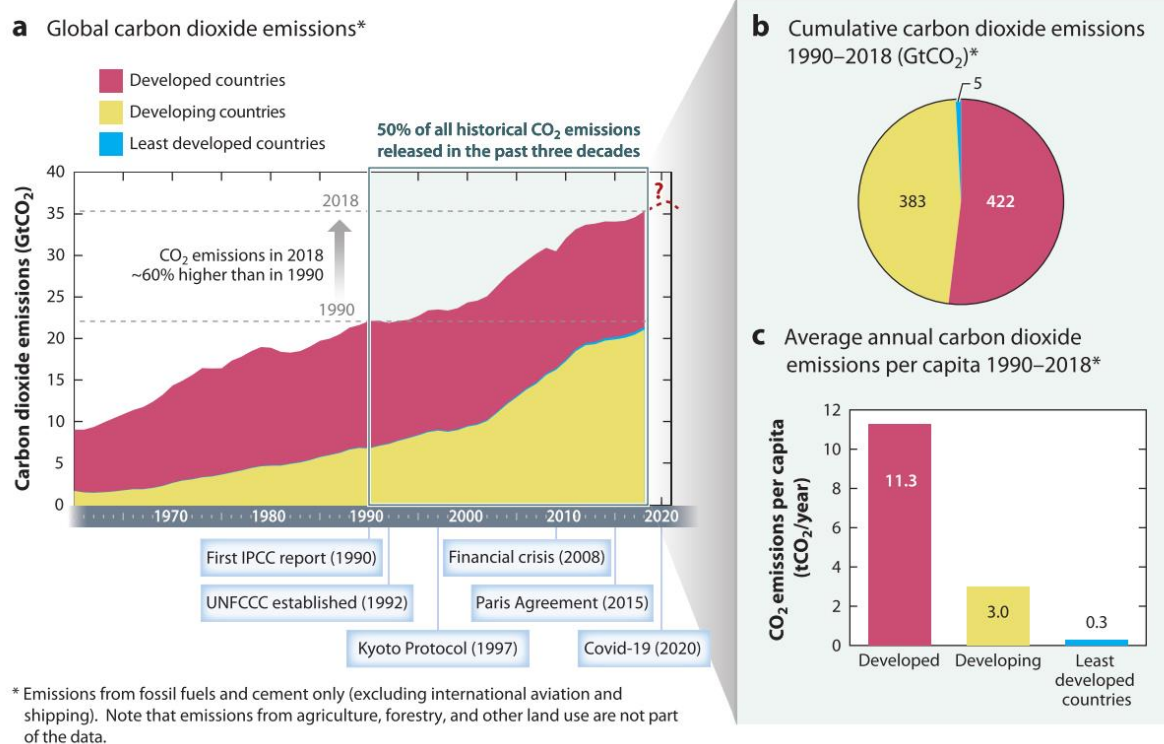 a Global carbon dioxide emissions*
Developed countries
Developing countries
Least developed countries
50% of all historical CO₂ emissions
released in the past three decades
Carbon dioxide emissions (GtCO₂)
40
35
30
25
20
15
10
5
0
2018
CO₂ emissions in 2018
~60% higher than in 1990
1990
?
1970 1980 1990 2000 2010 2020
First IPCC report (1990)
Financial crisis (2008)
UNFCCC established (1992)
Paris Agreement (2015)
Kyoto Protocol (1997)
Covid-19 (2020)
* Emissions from fossil fuels and cement only (excluding international aviation and
shipping). Note that emissions from agriculture, forestry, and other land use are not part
of the data.
b Cumulative carbon dioxide emissions
1990–2018 (GtCO₂)*
5
383
422
c Average annual carbon dioxide
emissions per capita 1990–2018*
CO₂ emissions per capita
(tCO₂/year)
12
10
8
6
4
2
0
11.3
3.0
0.3
Developed
Developing
Least
developed
countries